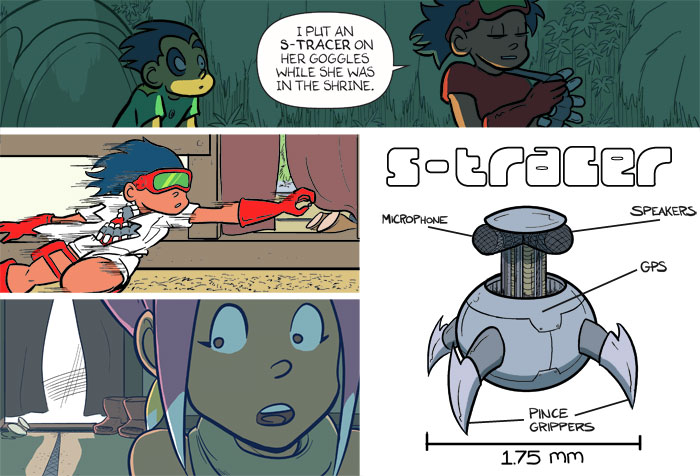 I PUT AN
S-TRACER ON
HER GOGGLES
WHILE SHE WAS
IN THE SHRINE.
s-tracer
MICROPHONE
SPEAKERS
GPS
PINCE
GRIPPERS
1.75 mm